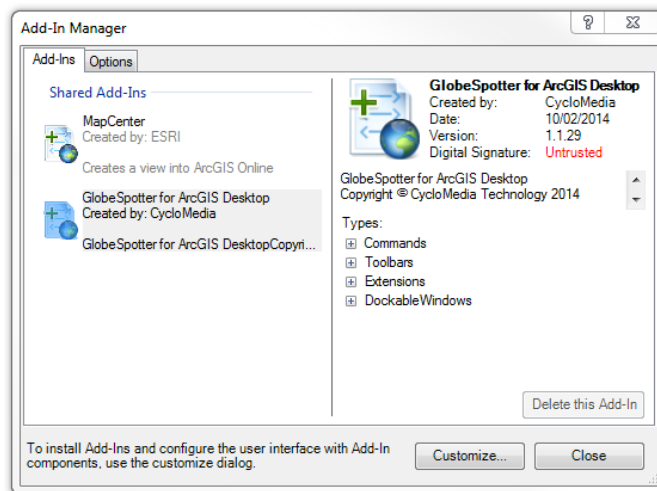 Add-In Manager
Add-Ins
Options
Shared Add-Ins
MapCenter
Created by: ESRI
Creates a view into ArcGIS Online
GlobeSpotter for ArcGIS Desktop
Created by: CycloMedia
GlobeSpotter for ArcGIS DesktopCopyri...
GlobeSpotter for ArcGIS Desktop
Created by: CycloMedia
Date: 10/02/2014
Version: 1.1.29
Digital Signature: Untrusted
GlobeSpotter for ArcGIS Desktop
Copyright © CycloMedia Technology 2014
Types:
Commands
Toolbars
Extensions
DockableWindows
Delete this Add-In
To install Add-Ins and configure the user interface with Add-In
components, use the customize dialog.
Customize...
Close